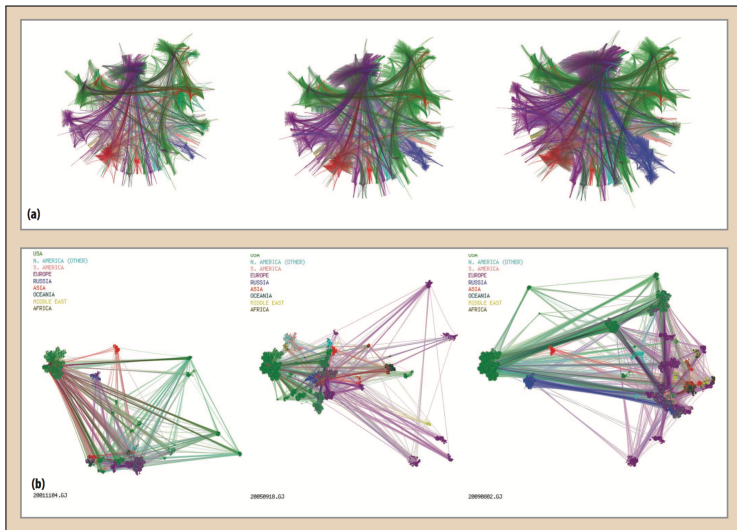 (a)
USA
N. AMERICA (OTHER)
S. AMERICA
EUROPE
RUSSIA
ASIA
OCEANIA
MIDDLE EAST
AFRICA
USA
N. AMERICA (OTHER)
S. AMERICA
EUROPE
RUSSIA
ASIA
OCEANIA
MIDDLE EAST
AFRICA
USA
N. AMERICA (OTHER)
S. AMERICA
EUROPE
RUSSIA
ASIA
OCEANIA
MIDDLE EAST
AFRICA
(b)
20011104.GJ
20050918.GJ
20090802.GJ